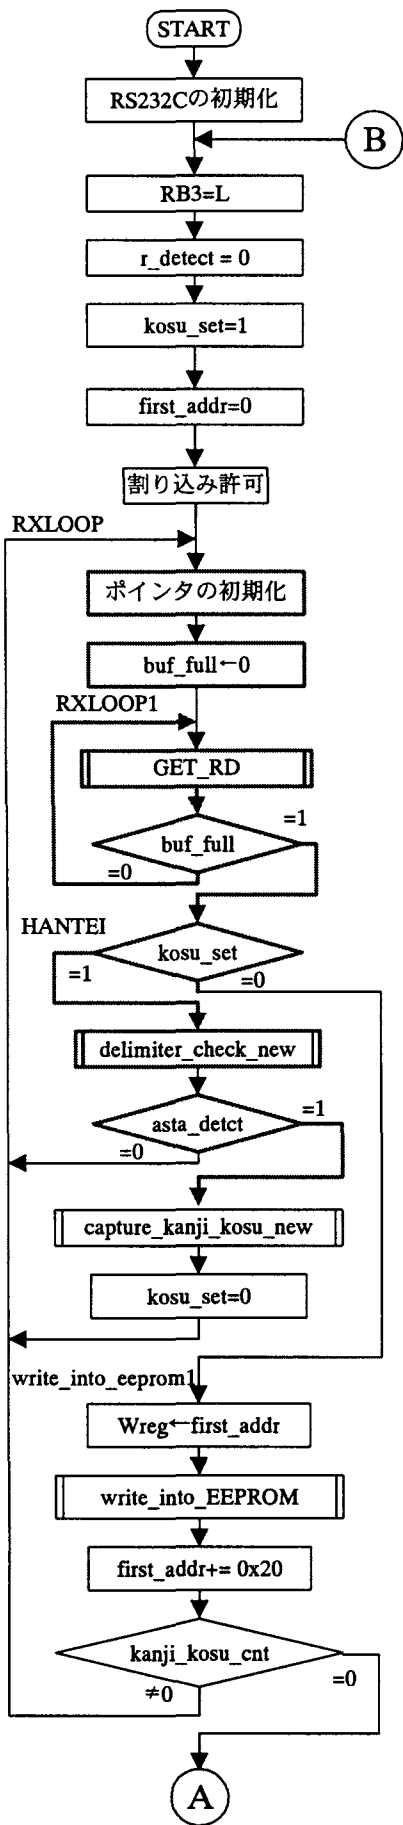 START
RS232Cの初期化
B
RB3=L
r_detect = 0
kosu_set=1
first_addr=0
割り込み許可
RXLOOP
ポインタの初期化
buf_full←0
RXLOOP1
GET_RD
=1
buf_full
=0
HANTEI
kosu_set
=1
=0
delimiter_check_new
asta_detct
=1
=0
capture_kanji_kosu_new
kosu_set=0
write_into_eeprom1
Wreg←first_addr
write_into_EEPROM
first_addr+= 0x20
kanji_kosu_cnt
=0
≠0
A